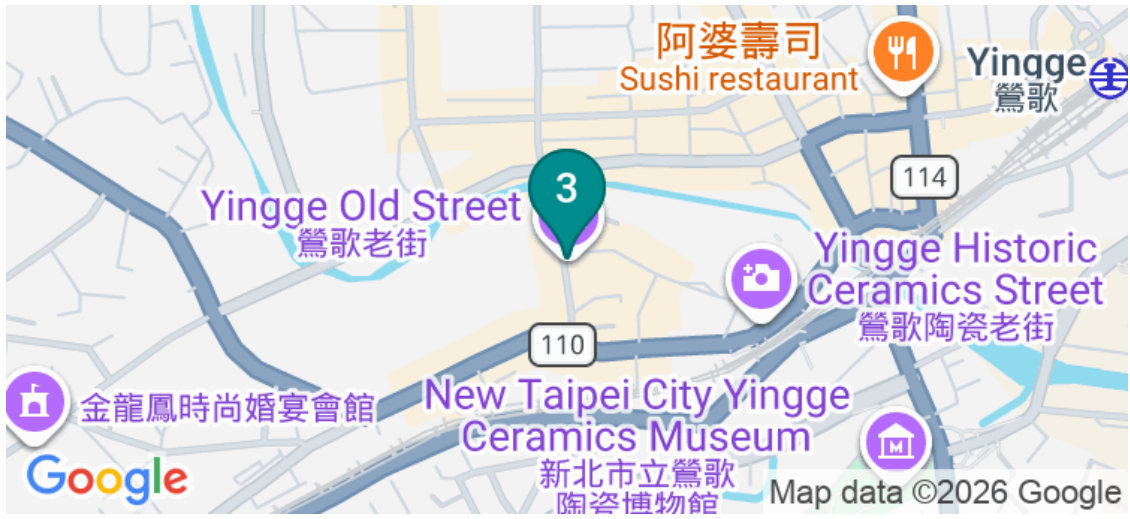 阿婆壽司
Sushi restaurant
Yingge
鶯歌
114
3
Yingge Old Street
鶯歌老街
Yingge Historic
Ceramics Street
鶯歌陶瓷老街
110
New Taipei City Yingge
Ceramics Museum
新北市立鶯歌
陶瓷博物館
金龍鳳時尚婚宴會館
M
Google
Map data ©2026 Google